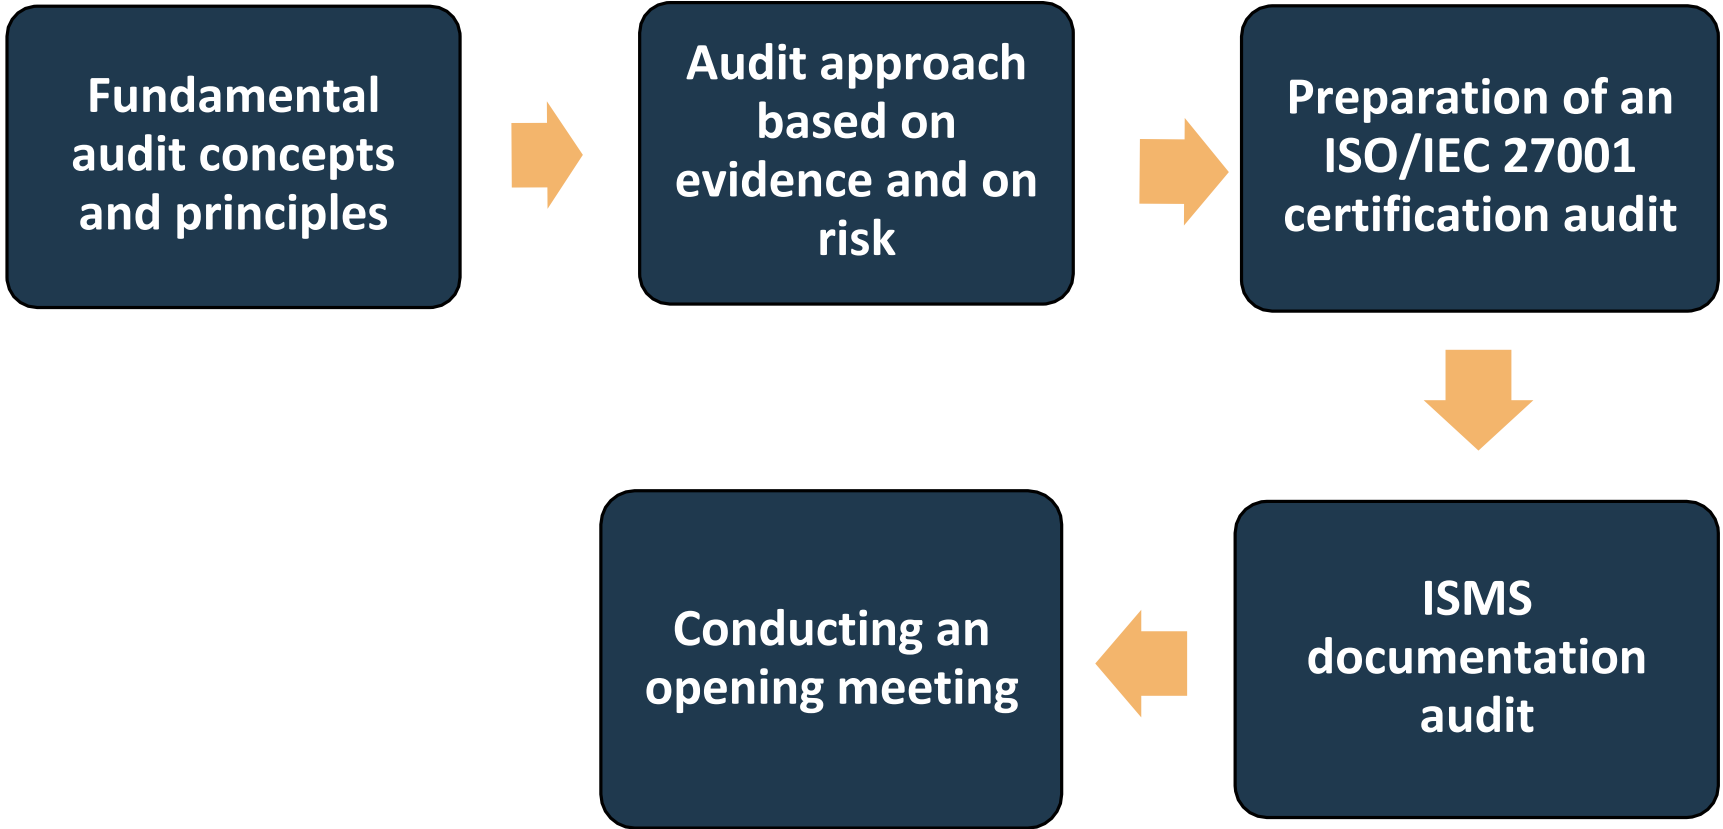 Fundamental
audit concepts
and principles
Audit approach
based on
evidence and on
risk
Preparation of an
ISO/IEC 27001
certification audit
ISMS
documentation
audit
Conducting an
opening meeting